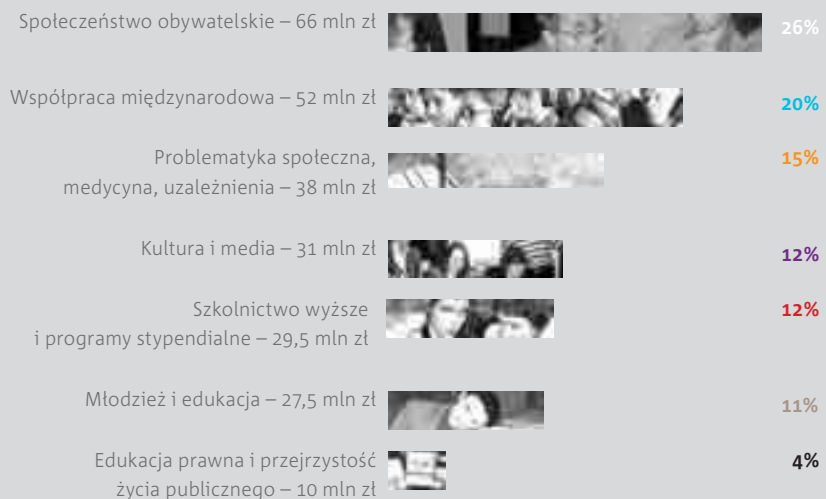 Społeczeństwo obywatelskie – 66 mln zł 26%
Współpraca międzynarodowa – 52 mln zł 20%
Problematyka społeczna, 15%
medycyna, uzależnienia – 38 mln zł
Kultura i media – 31 mln zł 12%
Szkolnictwo wyższe 12%
i programy stypendialne – 29,5 mln zł
Młodzież i edukacja – 27,5 mln zł 11%
Edukacja prawna i przejrzystość 4%
życia publicznego – 10 mln zł